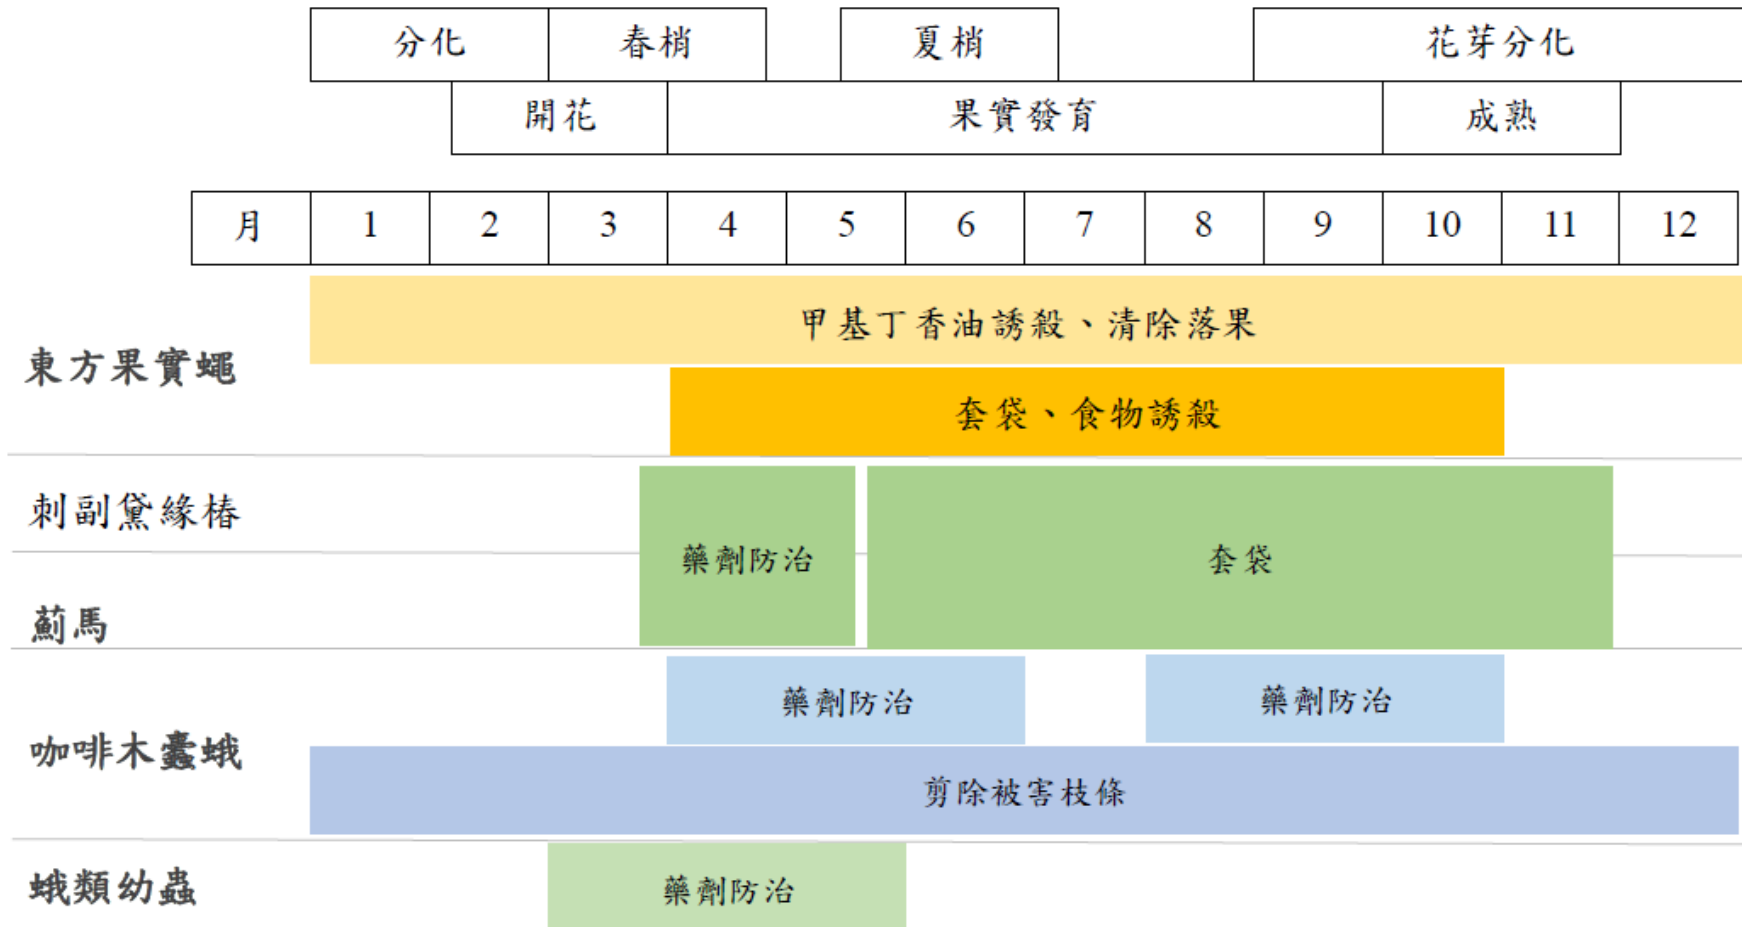 分化 春梢 夏梢 花芽分化
開花 果實發育 成熟
月 1 2 3 4 5 6 7 8 9 10 11 12
甲基丁香油誘殺、清除落果
東方果實蠅
套袋、食物誘殺
刺副黛緣椿
藥劑防治 套袋
薊馬
藥劑防治 藥劑防治
咖啡木蠹蛾
剪除被害枝條
蛾類幼蟲 藥劑防治